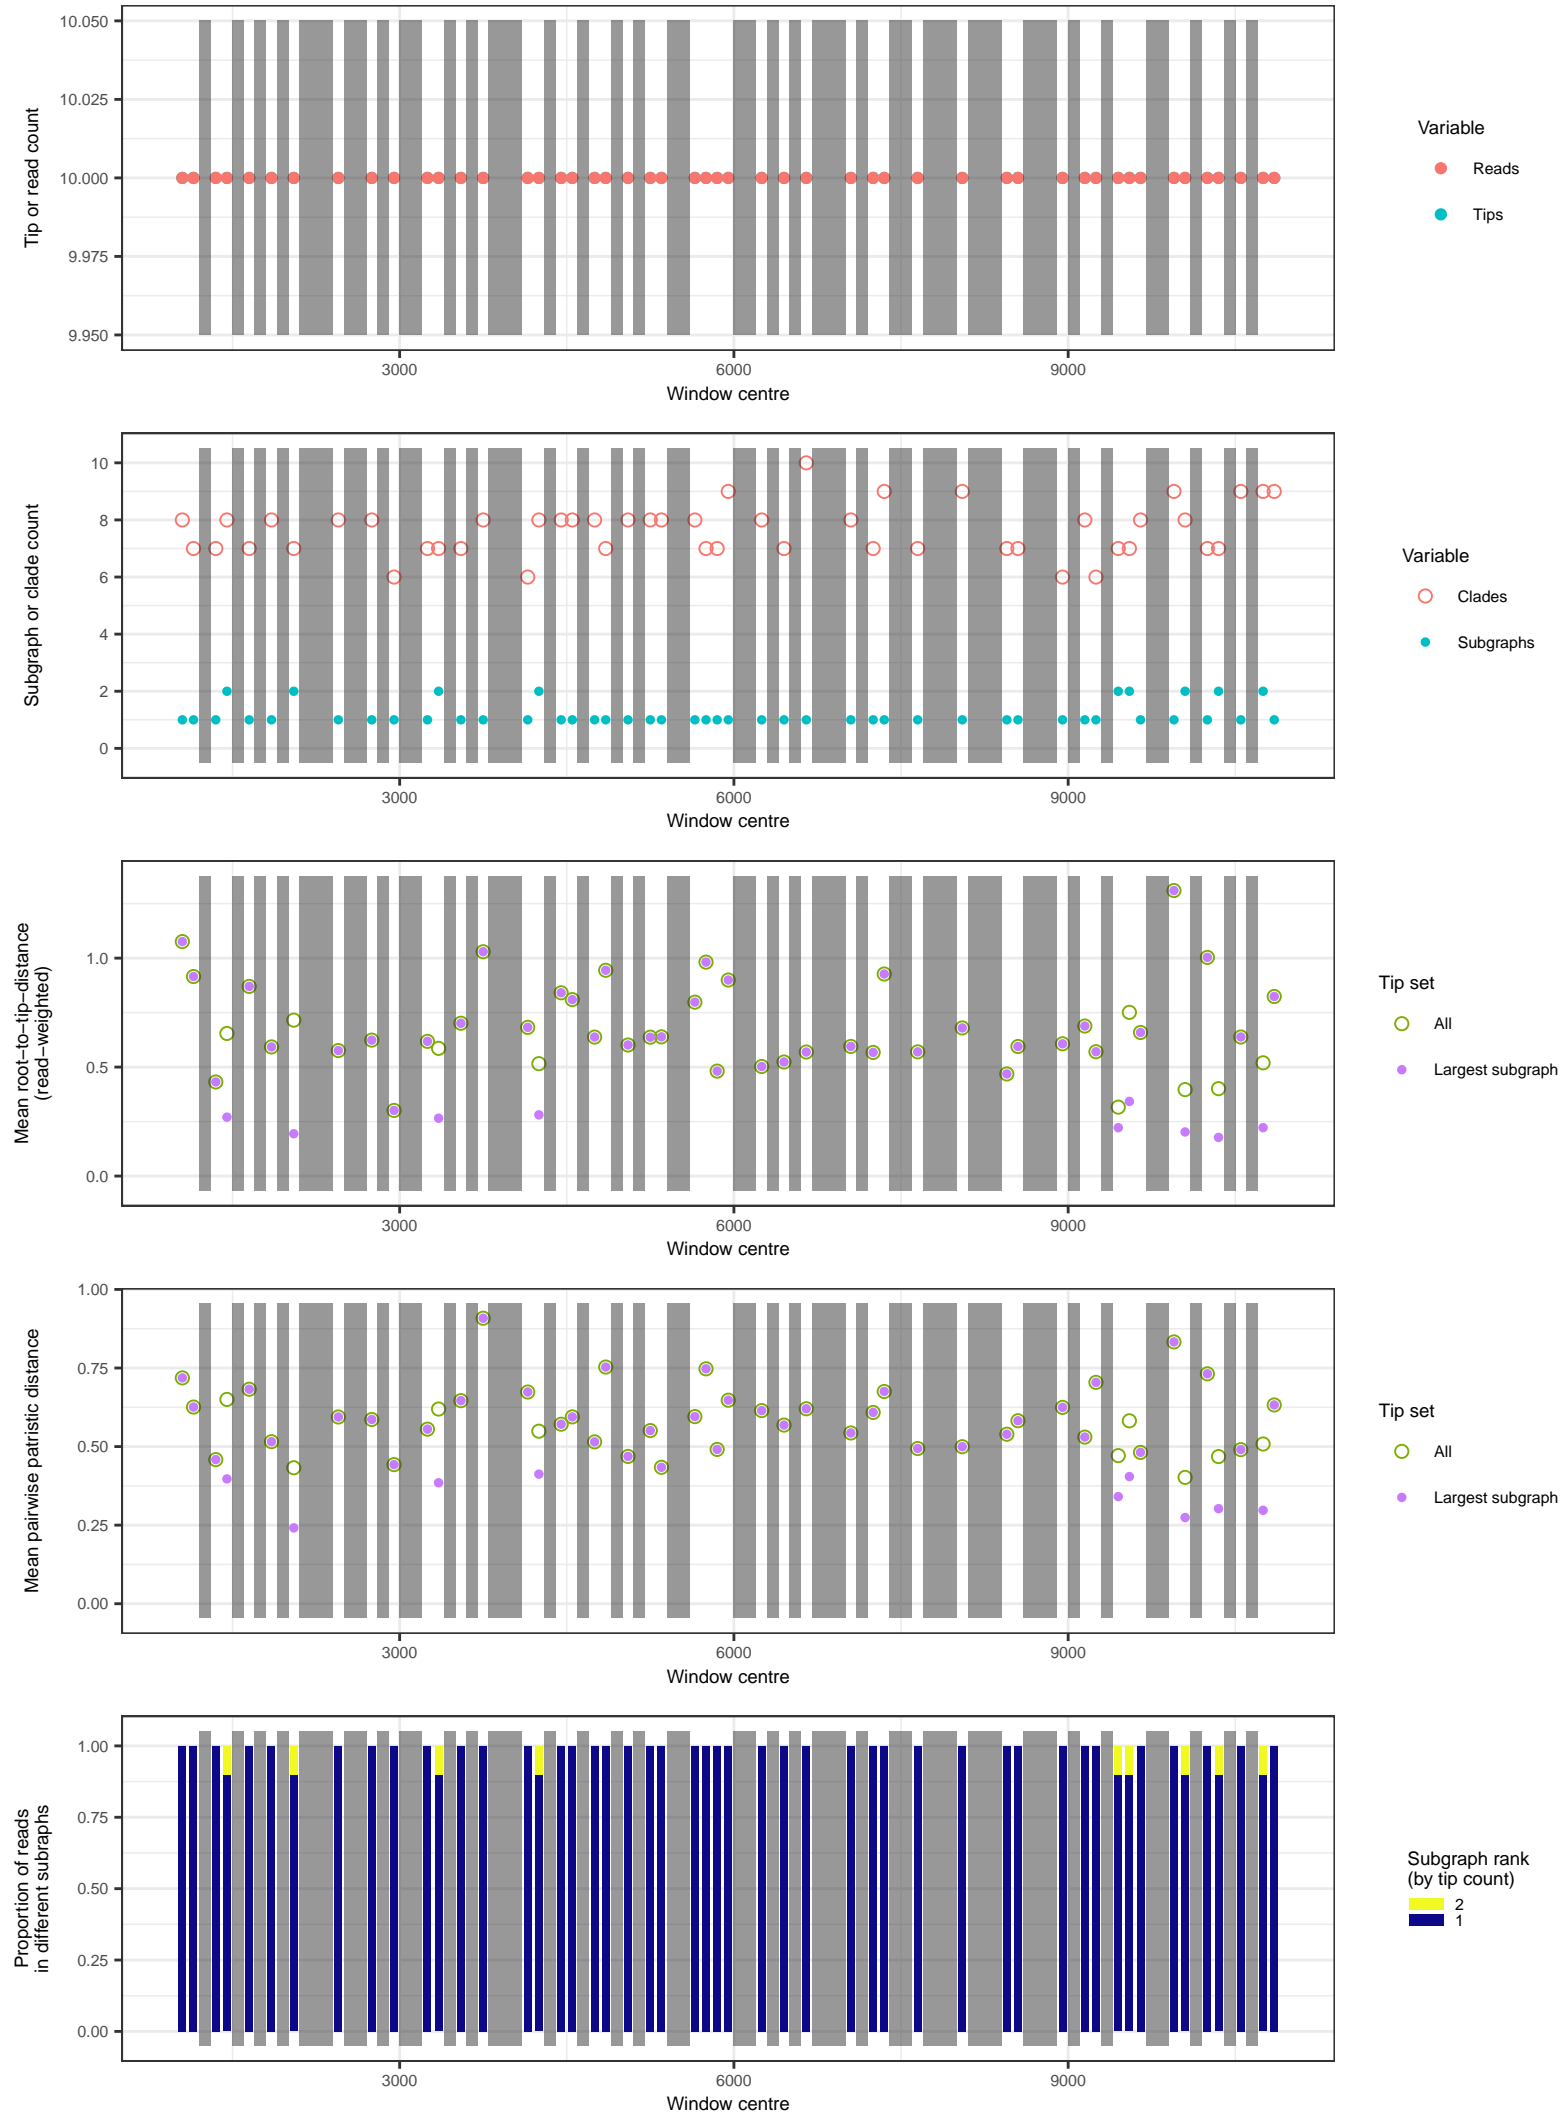 10.050
10.025
10.000
9.975
9.950
Tip or read count
3000
6000
9000
Window centre
Variable
Reads
Tips
10
8
6
4
2
0
Subgraph or clade count
3000
6000
9000
Window centre
Variable
Clades
Subgraphs
1.0
0.5
0.0
Mean root−to−tip−distance
(read−weighted)
3000
6000
9000
Window centre
Tip set
All
Largest subgraph
1.00
0.75
0.50
0.25
0.00
Mean pairwise patristic distance
3000
6000
9000
Window centre
Tip set
All
Largest subgraph
1.00
0.75
0.50
0.25
0.00
Proportion of reads
in different subraphs
3000
6000
9000
Window centre
Subgraph rank
(by tip count)
2
1